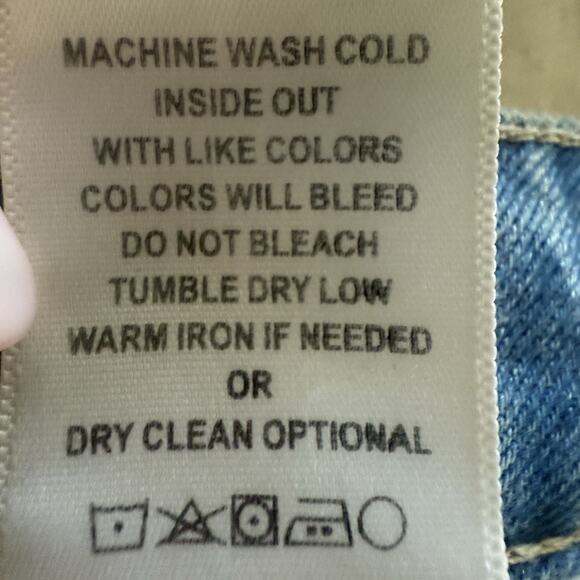 MACHINE WASH COLD
INSIDE OUT
WITH LIKE COLORS
COLORS WILL BLEED
DO NOT BLEACH
TUMBLE DRY LOW
WARM IRON IF NEEDED
OR
DRY CLEAN OPTIONAL